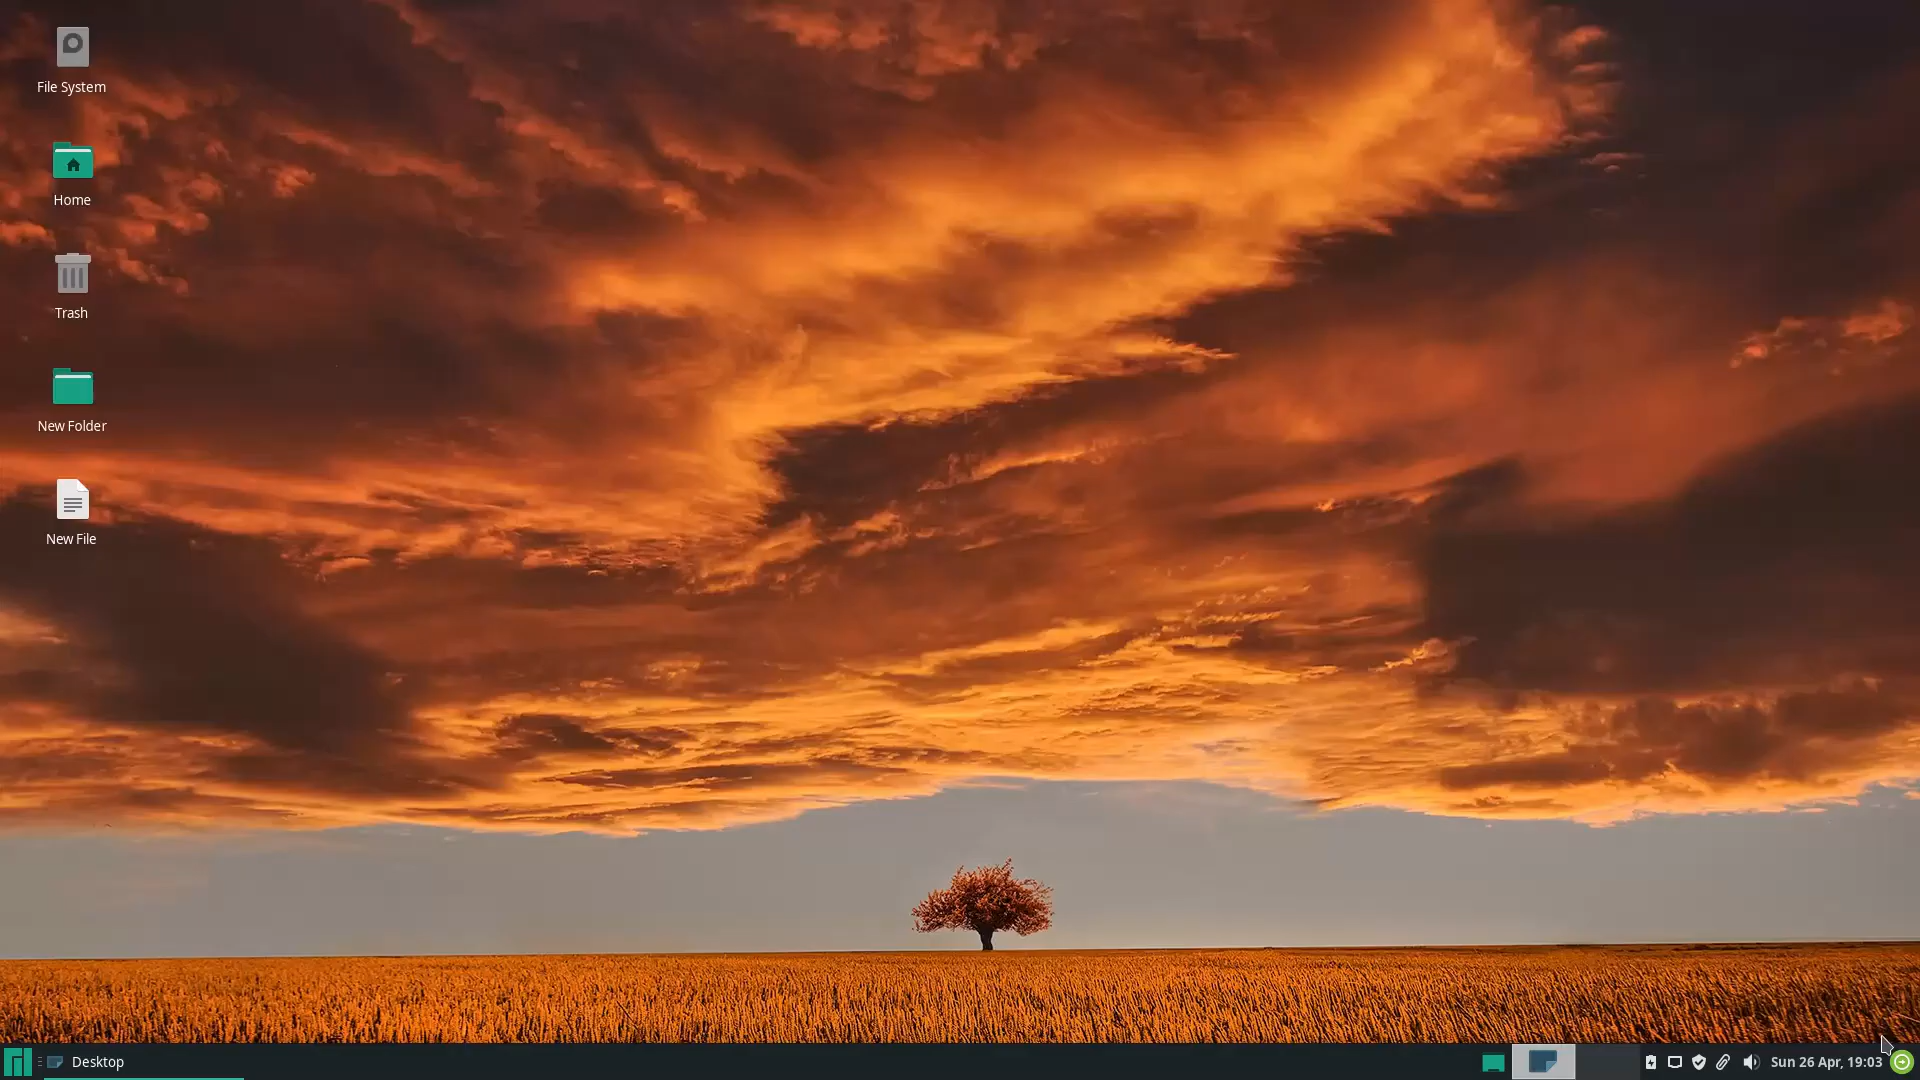 File System
Home
Trash
New Folder
New File
Desktop
Sun 26 Apr, 19:03